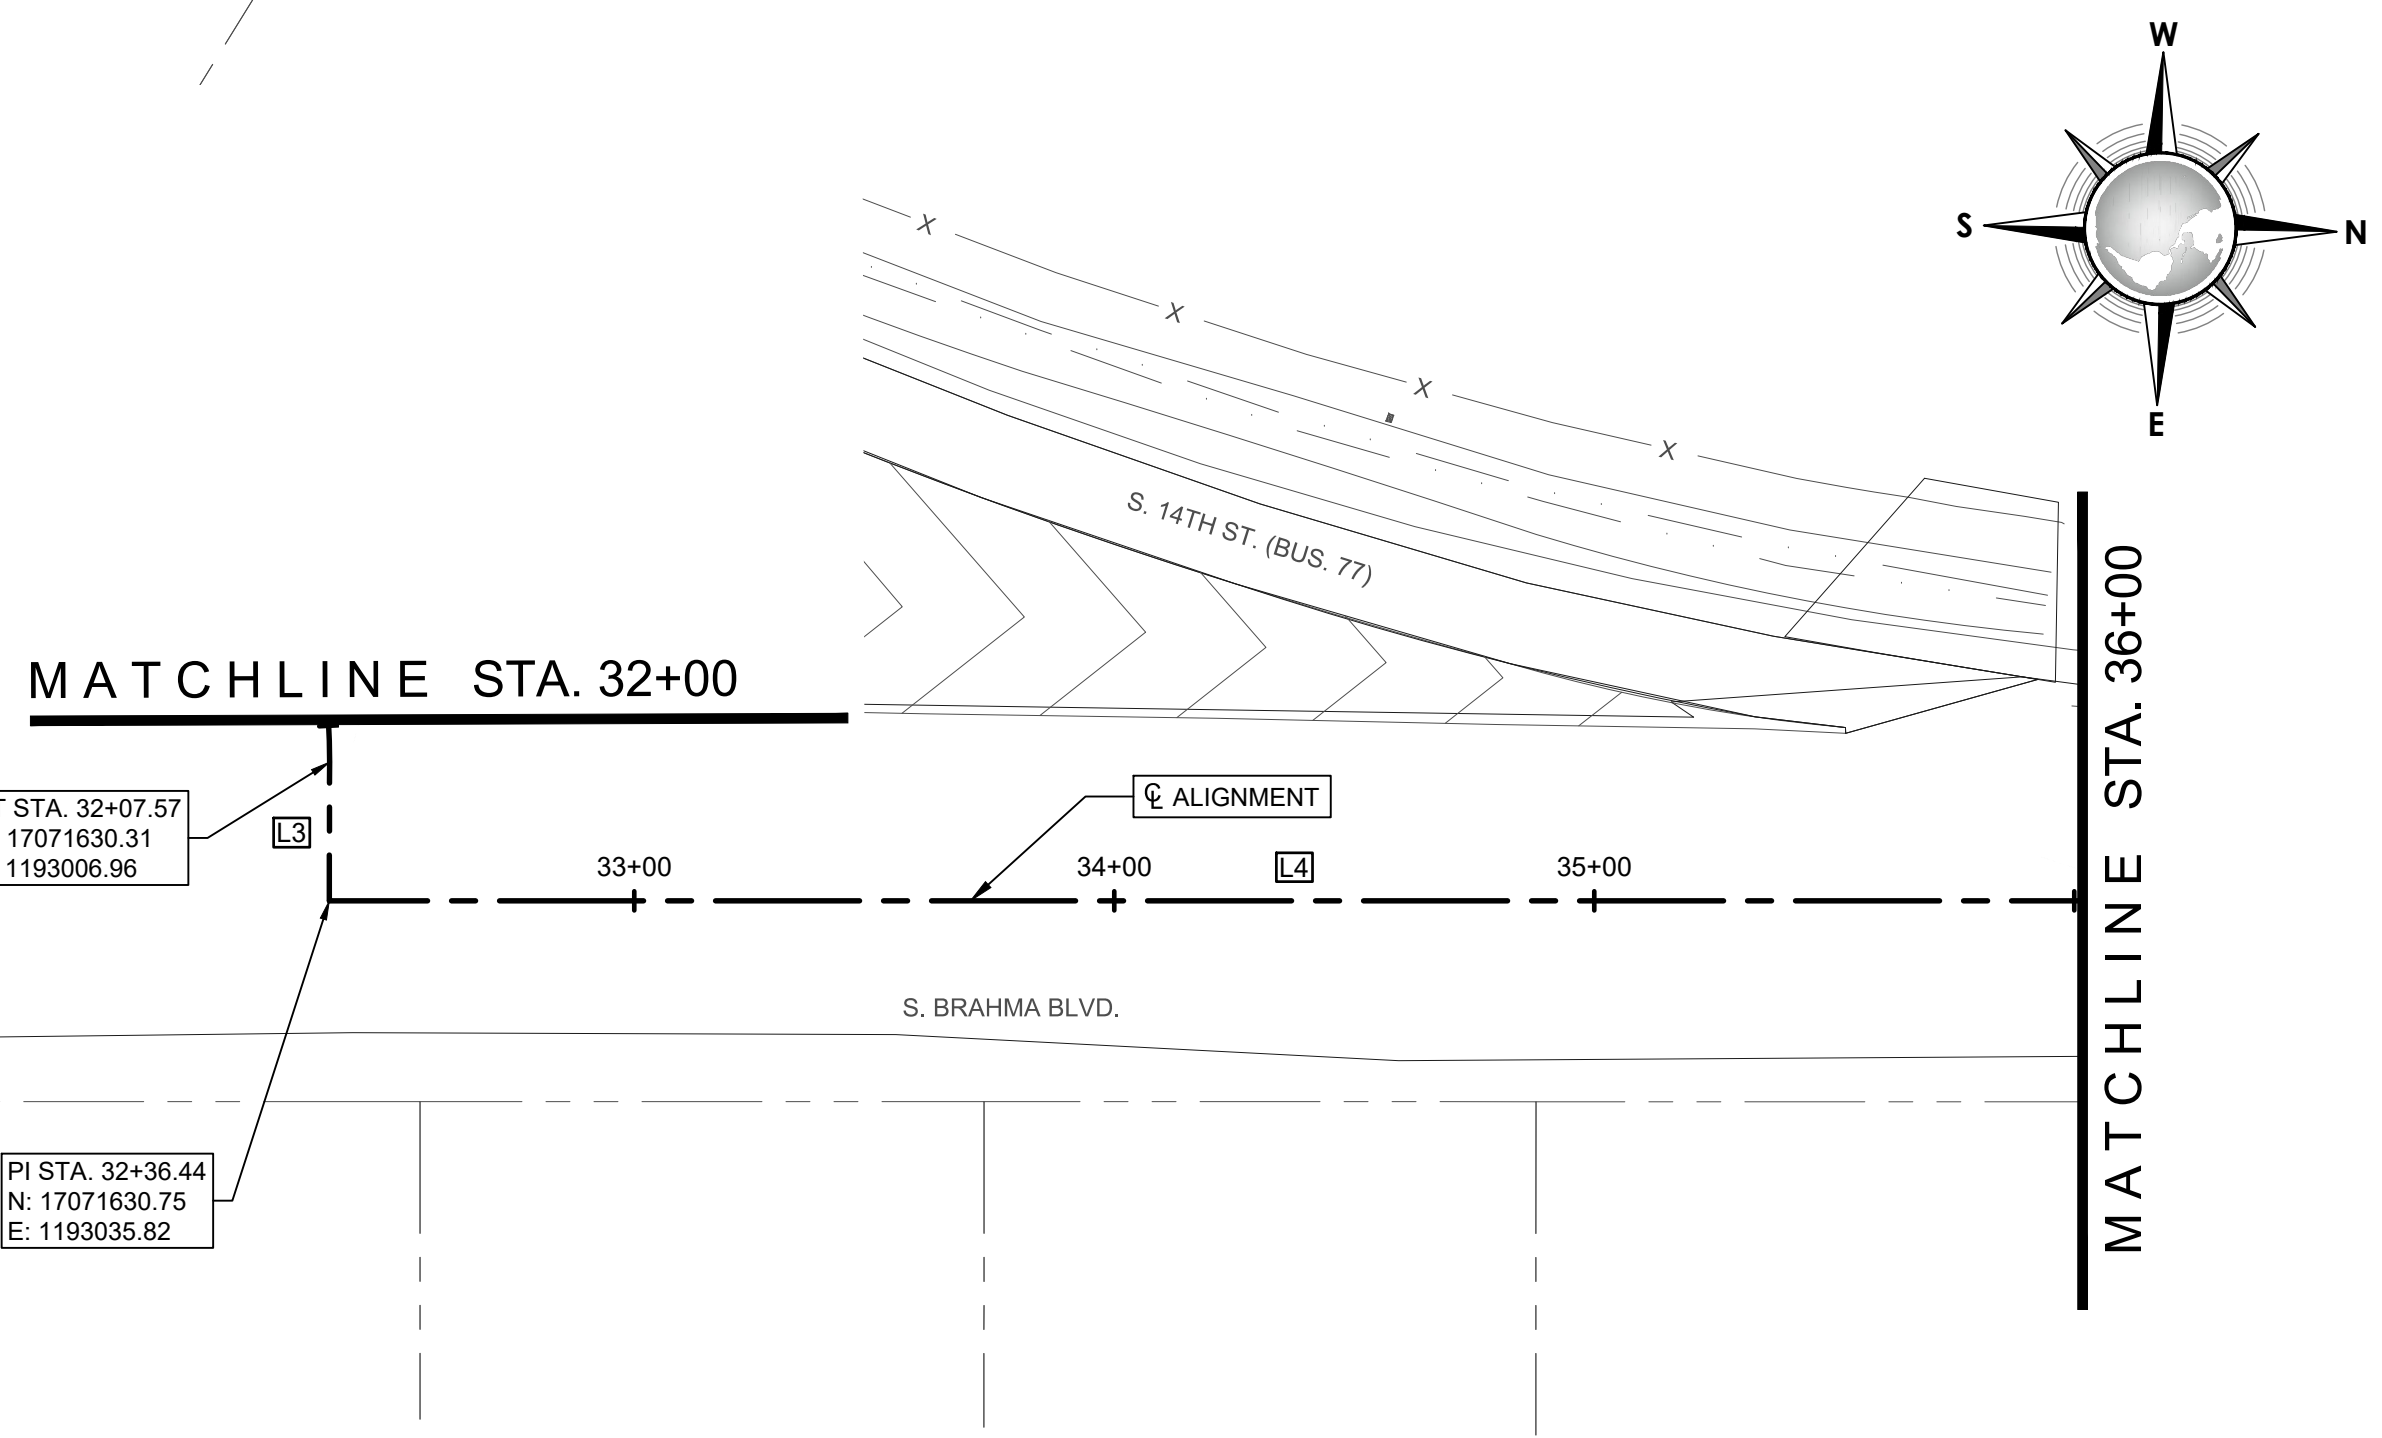 W
S
N
E
S. 14TH ST. (BUS. 77)
X
X
X
X
MATCHLINE STA. 32+00
MATCHLINE STA. 36+00
STA. 32+07.57
17071630.31
1193006.96
L3
℄ ALIGNMENT
33+00
34+00
L4
35+00
S. BRAHMA BLVD.
PI STA. 32+36.44
N: 17071630.75
E: 1193035.82